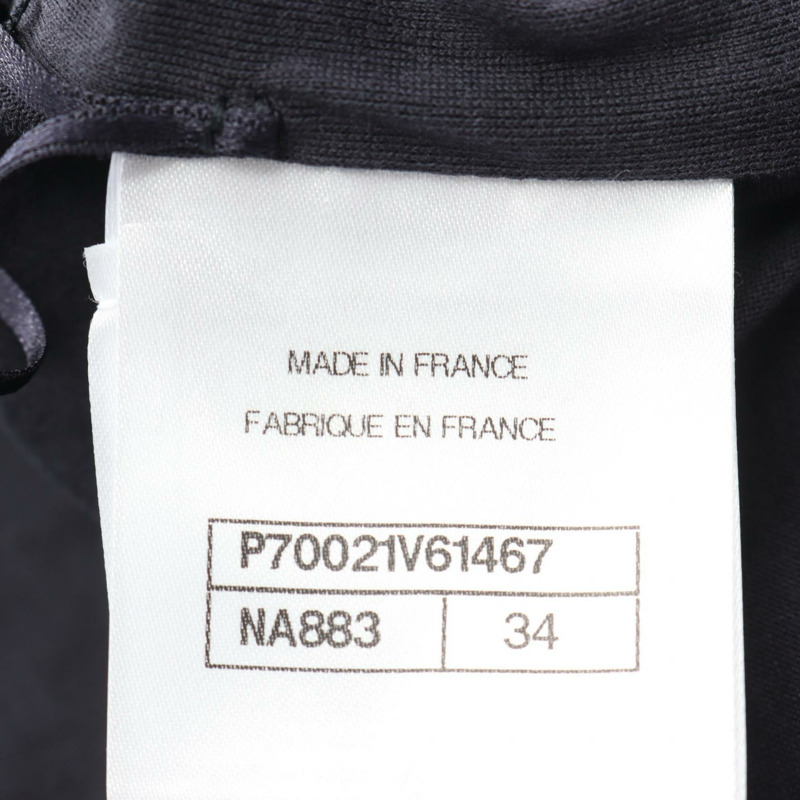 MADE IN FRANCE
FABRIQUE EN FRANCE
P70021V61467
NA883 34